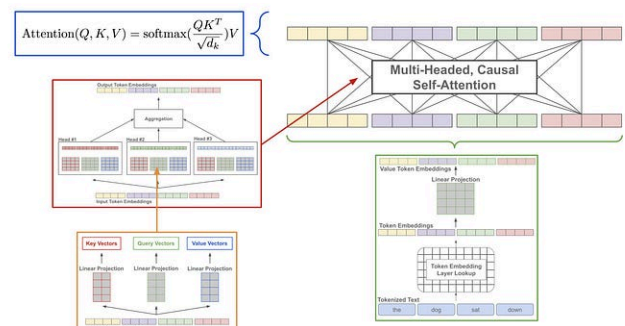 Attention(Q, K, V) = softmax(QK^T / √d_k)V
Multi-Headed, Causal
Self-Attention
Output Token Embeddings
Aggregation
Head #1
Head #2
Head #3
Input Token Embeddings
Key Vectors
Query Vectors
Value Vectors
Linear Projection
Linear Projection
Linear Projection
Value Token Embeddings
Linear Projection
Token Embeddings
Token Embedding
Layer Lookup
Tokenized Text
the
dog
sat
down